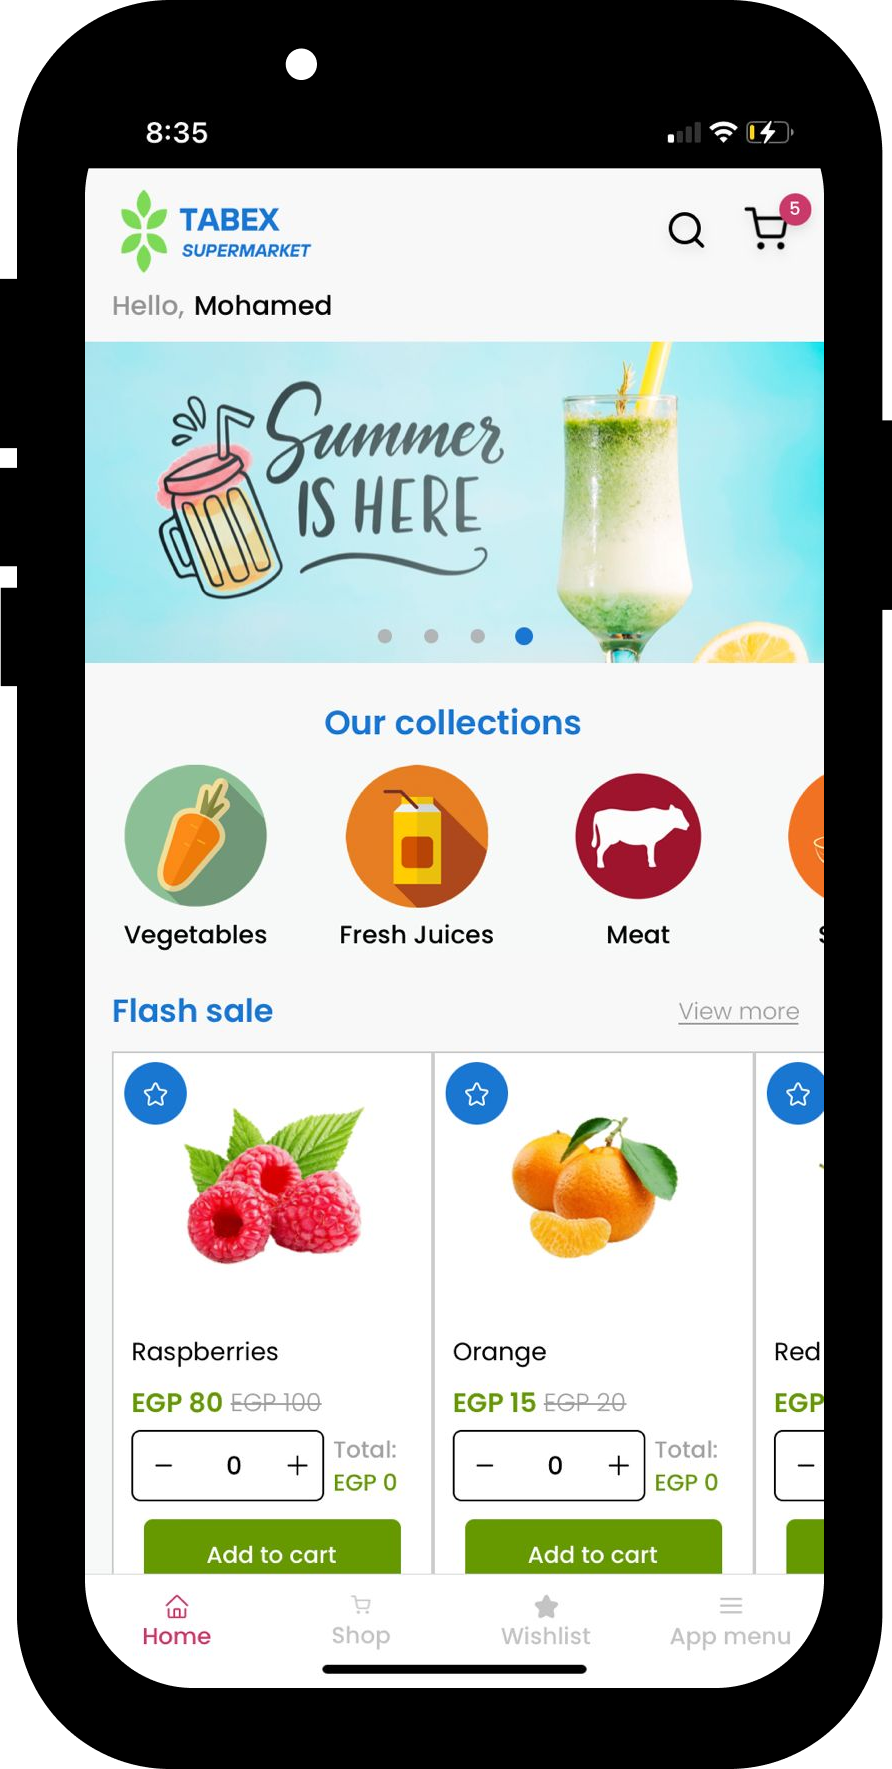 8:35
TABEX
SUPERMARKET
5
Hello, Mohamed
Summer
IS HERE
Our collections
Vegetables Fresh Juices Meat
Flash sale View more
Raspberries Orange Red
EGP 80 EGP 100 EGP 15 EGP 20 EGP
− 0 + Total: − 0 + Total: −
EGP 0 EGP 0
Add to cart Add to cart
Home Shop Wishlist App menu